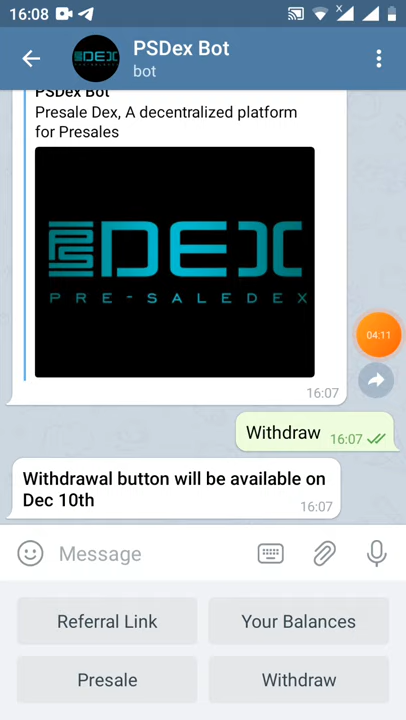 16:08
PSDex Bot
bot
PSDex Bot
Presale Dex, A decentralized platform
for Presales
PS DEX
PRE-SALEDEX
16:07
04:11
Withdraw 16:07
Withdrawal button will be available on
Dec 10th
16:07
Message
Referral Link
Your Balances
Presale
Withdraw